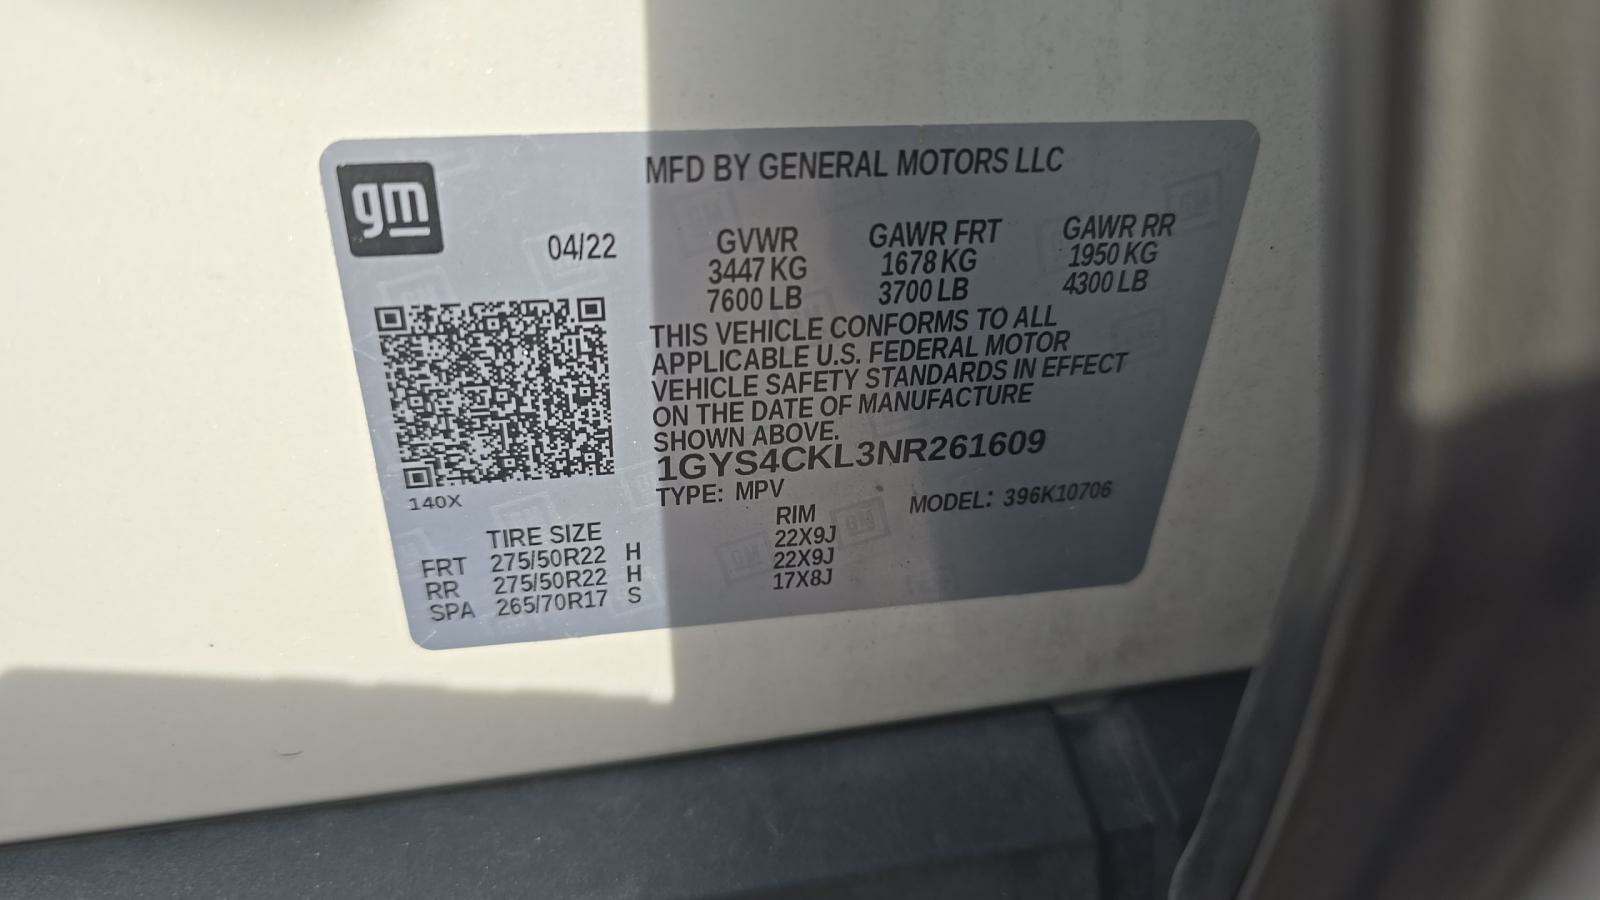 gm
MFD BY GENERAL MOTORS LLC
04/22
GVWR GAWR FRT GAWR RR
3447 KG 1678 KG 1950 KG
7600 LB 3700 LB 4300 LB
THIS VEHICLE CONFORMS TO ALL
APPLICABLE U.S. FEDERAL MOTOR
VEHICLE SAFETY STANDARDS IN EFFECT
ON THE DATE OF MANUFACTURE
SHOWN ABOVE.
1GYS4CKL3NR261609
TYPE: MPV MODEL: 396K10706
140X
TIRE SIZE RIM
FRT 275/50R22 H 22X9J
RR 275/50R22 H 22X9J
SPA 265/70R17 S 17X8J